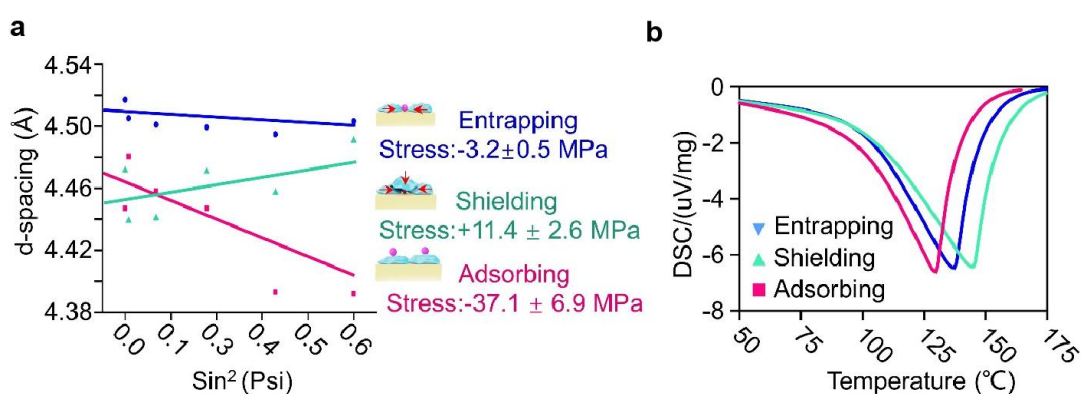 a
4.54
4.50
4.46
4.42
4.38
d-spacing (Å)
0.0
0.1
0.2
0.3
0.4
0.5
0.6
Sin² (Psi)
Entrapping
Stress:-3.2±0.5 MPa
Shielding
Stress:+11.4 ± 2.6 MPa
Adsorbing
Stress:-37.1 ± 6.9 MPa
b
0
-2
-4
-6
-8
DSC/(uV/mg)
Entrapping
Shielding
Adsorbing
50
75
100
125
145
150
175
Temperature (℃)